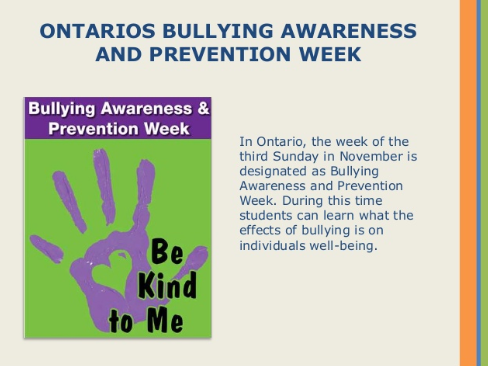 ONTARIOS BULLYING AWARENESS
AND PREVENTION WEEK
Bullying Awareness &
Prevention Week
Be
Kind
to Me
In Ontario, the week of the
third Sunday in November is
designated as Bullying
Awareness and Prevention
Week. During this time
students can learn what the
effects of bullying is on
individuals well-being.